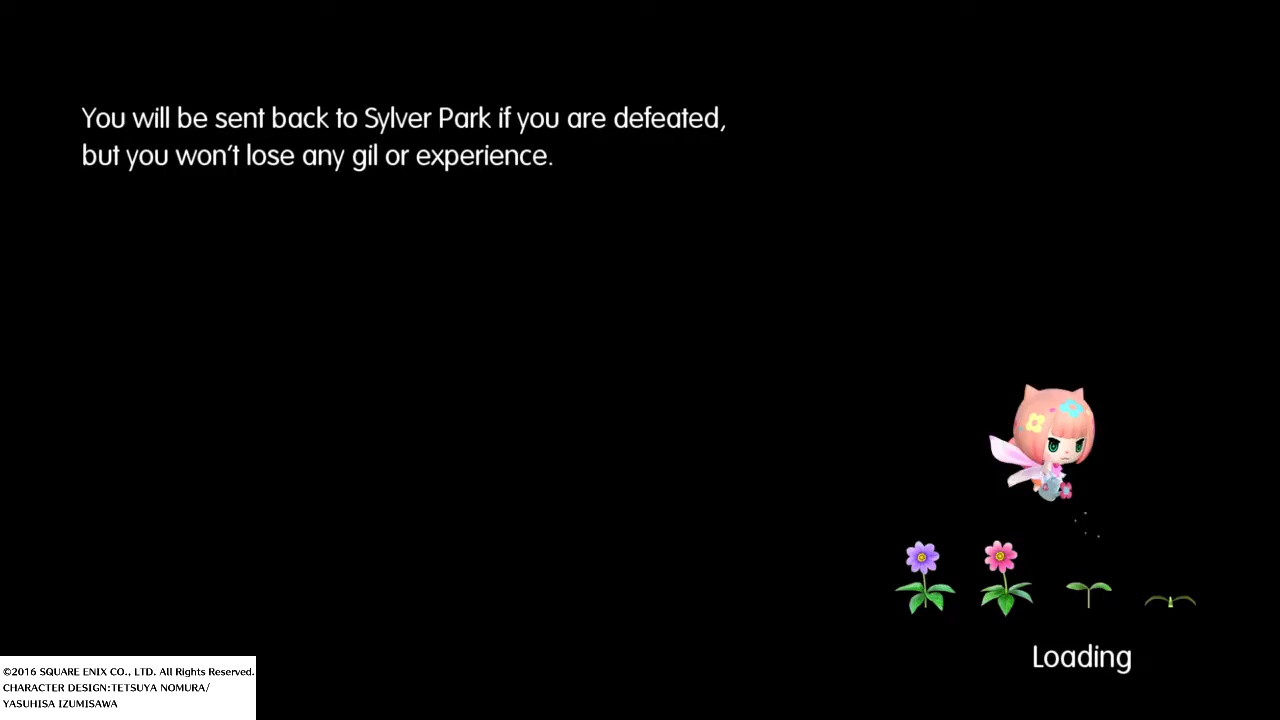 You will be sent back to Sylver Park if you are defeated,
but you won't lose any gil or experience.
Loading
©2016 SQUARE ENIX CO., LTD. All Rights Reserved.
CHARACTER DESIGN:TETSUYA NOMURA/
YASUHISA IZUMISAWA